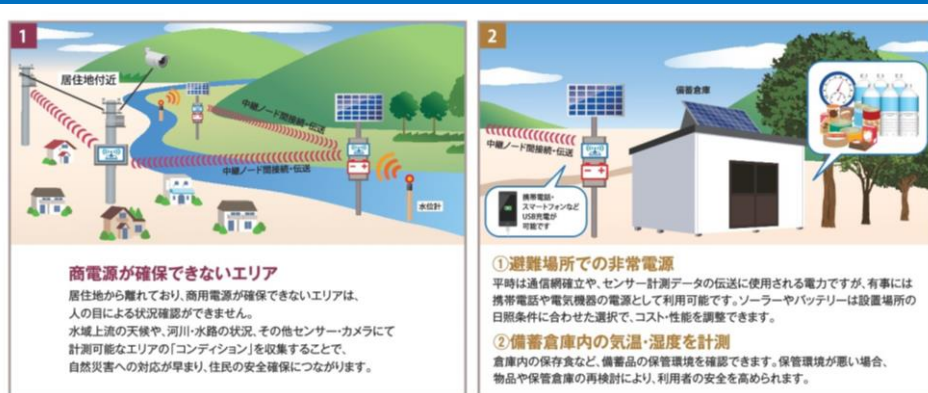 1
居住地付近
中継ノード間接続・伝送
中継ノード間接続・伝送
水位計
商電源が確保できないエリア
居住地から離れており、商用電源が確保できないエリアは、
人の目による状況確認ができません。
水域上流の天候や、河川・水路の状況、その他センサー・カメラにて
計測可能なエリアの「コンディション」を収集することで、
自然災害への対応が早まり、住民の安全確保につながります。
2
備蓄倉庫
中継ノード間接続・伝送
携帯電話・
スマートフォンなど
USB充電が
可能です
①避難場所での非常電源
平時は通信網確立や、センサー計測データの伝送に使用される電力ですが、有事には
携帯電話や電気機器の電源として利用可能です。ソーラーやバッテリーは設置場所の
日照条件に合わせた選択で、コスト・性能を調整できます。
②備蓄倉庫内の気温・湿度を計測
倉庫内の保存食など、備蓄品の保管環境を確認できます。保管環境が悪い場合、
物品や保管倉庫の再検討により、利用者の安全を高められます。